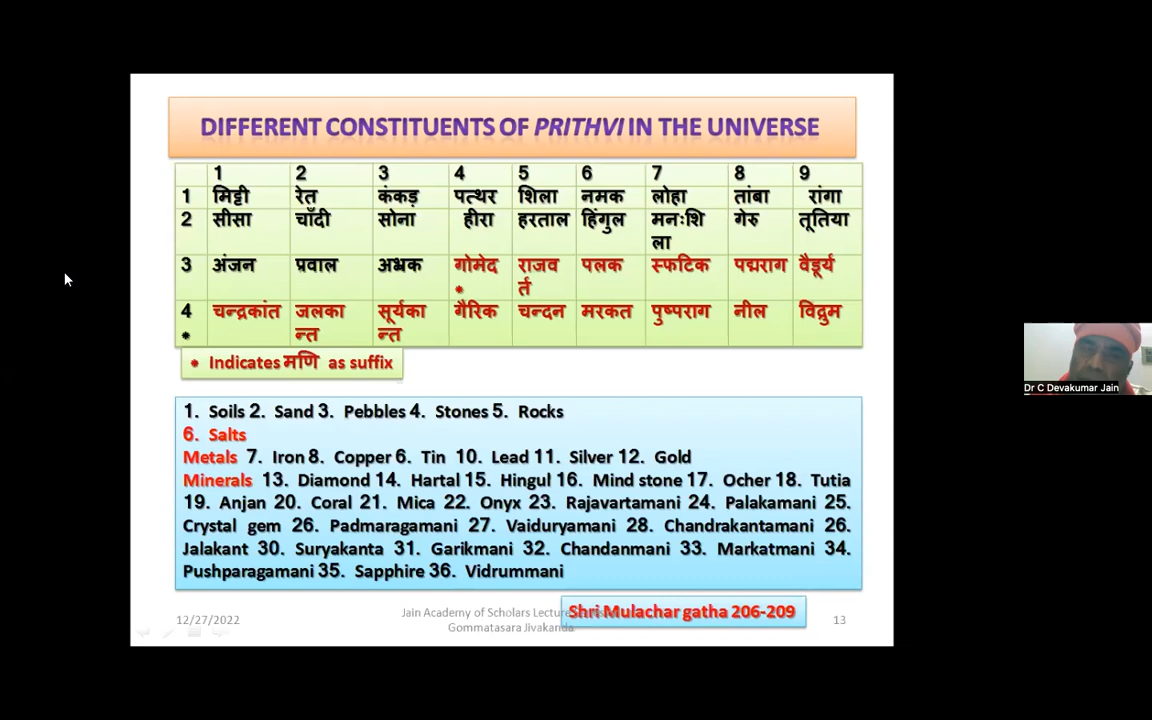 DIFFERENT CONSTITUENTS OF PRITHVI IN THE UNIVERSE
1 2 3 4 5 6 7 8 9
1 मिट्टी रेत कंकड़ पत्थर शिला नमक लोहा तांबा रांगा
2 सीसा चाँदी सोना हीरा हरताल हिंगुल मनःशिला गेरु तूतिया
3 अंजन प्रवाल अभ्रक गोमेद* राजवर्त पलक स्फटिक पद्मराग वैडूर्य
4* चन्द्रकांत जलकान्त सूर्यकान्त गैरिक चन्दन मरकत पुष्पराग नील विद्रुम
* Indicates मणि as suffix
1. Soils 2. Sand 3. Pebbles 4. Stones 5. Rocks
6. Salts
Metals 7. Iron 8. Copper 6. Tin 10. Lead 11. Silver 12. Gold
Minerals 13. Diamond 14. Hartal 15. Hingul 16. Mind stone 17. Ocher 18. Tutia
19. Anjan 20. Coral 21. Mica 22. Onyx 23. Rajavartamani 24. Palakamani 25.
Crystal gem 26. Padmaragamani 27. Vaiduryamani 28. Chandrakantamani 26.
Jalakant 30. Suryakanta 31. Garikmani 32. Chandanmani 33. Markatmani 34.
Pushparagamani 35. Sapphire 36. Vidrummani
Shri Mulachar gatha 206-209
12/27/2022
Jain Academy of Scholars Lecture
Gommatasara Jivakanda.
13
Dr C Devakumar Jain